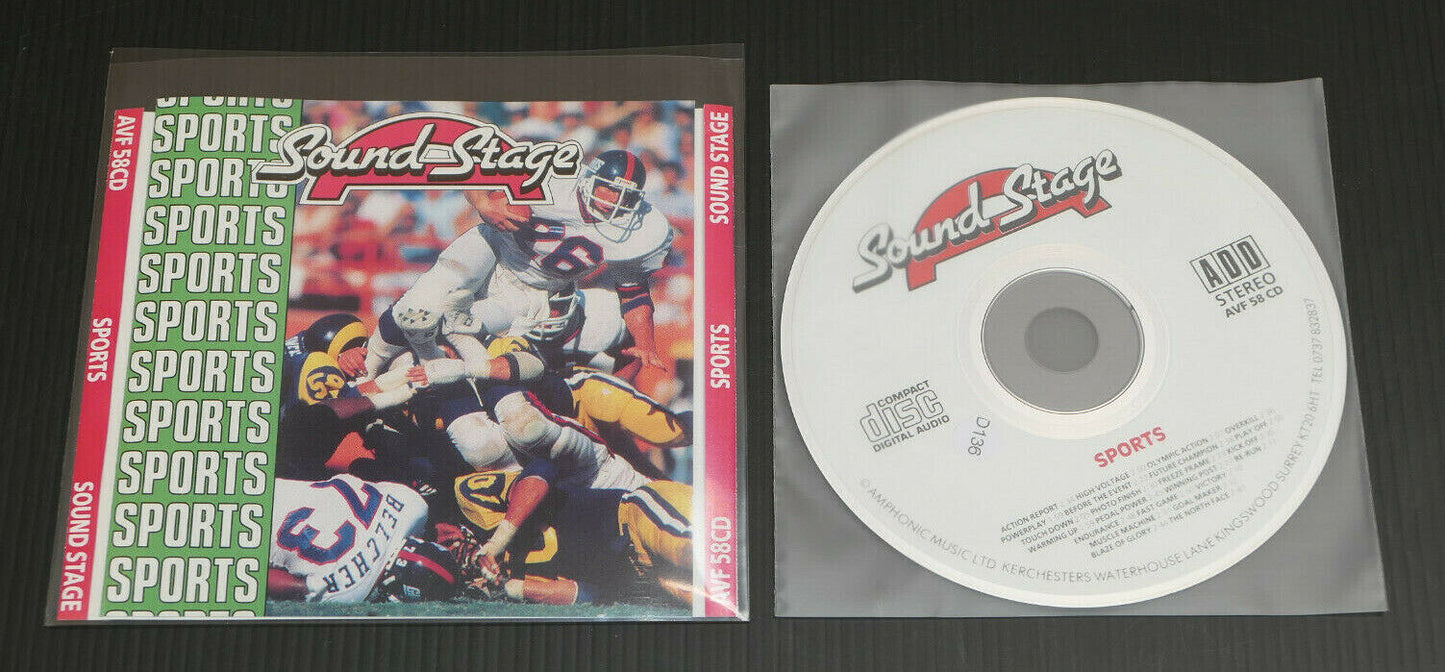 SPORTS
Sound Stage
SPORTS
SPORTS
SPORTS
SPORTS
SPORTS
SPORTS
SPORTS
SPORTS
SPORTS
SPORTS
SPORTS
AVF 58CD
SPORTS
SOUND STAGE
SOUND STAGE
SPORTS
AVF 58CD
86
58
73
BELCHER
Sound Stage
ADD
STEREO
AVF 58 CD
COMPACT
disc
DIGITAL AUDIO
D136
SPORTS
ACTION REPORT HIGH VOLTAGE OLYMPIC ACTION OVERKILL
POWERPLAY BEFORE THE EVENT FUTURE CHAMPION PLAY OFF
TOUCH DOWN PHOTO FINISH FREEZE FRAME KICK OFF
WARMING UP PEDAL POWER WINNING POST RE-RUN
ENDURANCE FAST GAME VICTORY
MUSCLE MACHINE GOAL MAKER
BLAZE OF GLORY THE NORTH FACE
© AMPHONIC MUSIC LTD KERCHESTERS WATERHOUSE LANE KINGSWOOD SURREY KT20 6HT TEL 0737 832837